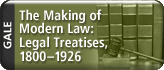 GALE
The Making of
Modern Law:
Legal Treatises,
1800–1926